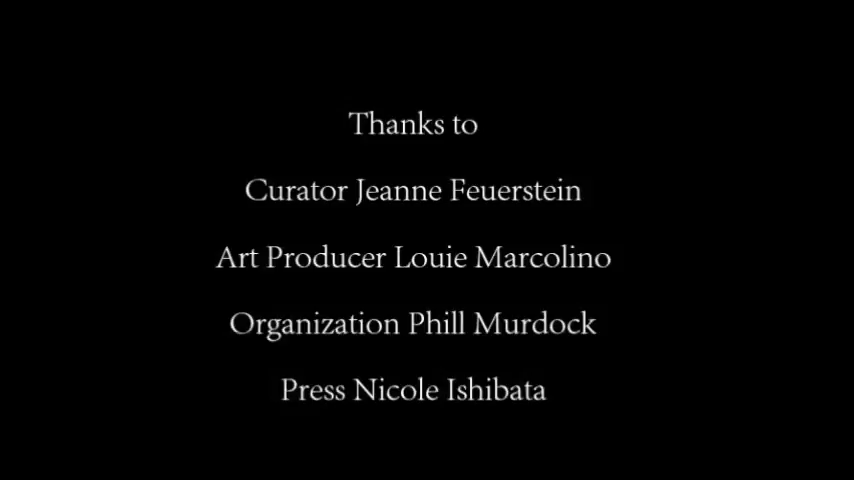 Thanks to
Curator Jeanne Feuerstein
Art Producer Louie Marcolino
Organization Phill Murdock
Press Nicole Ishibata